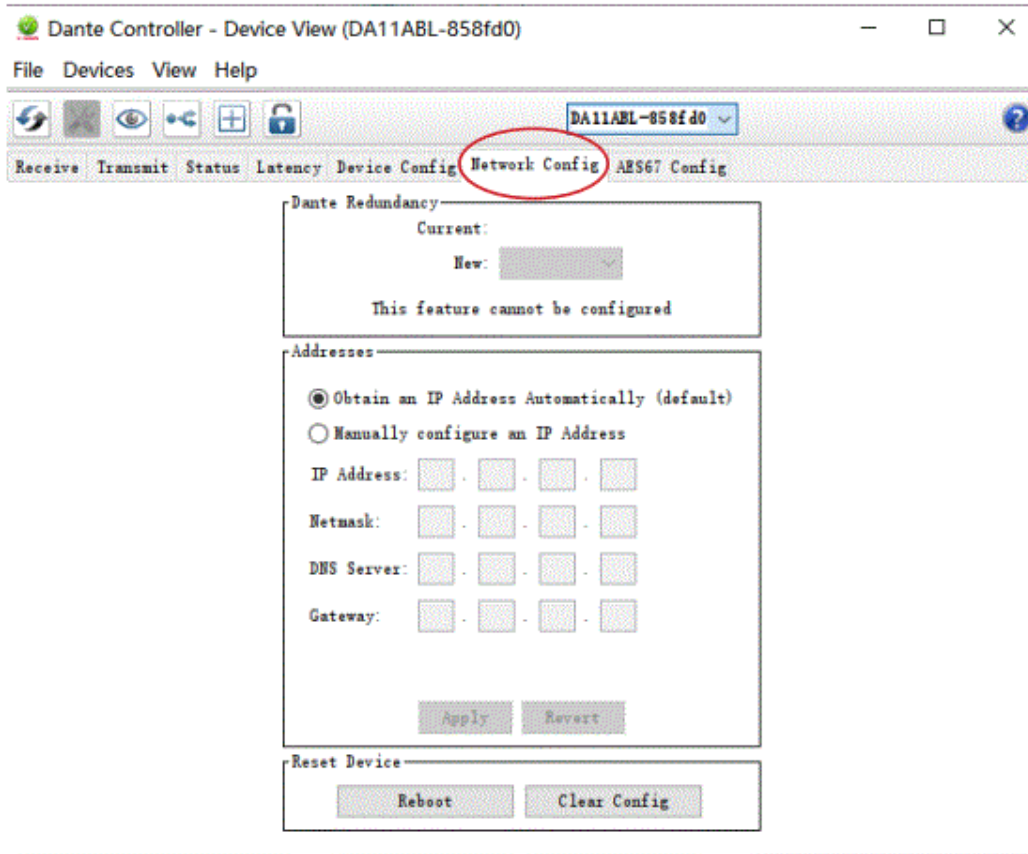 Dante Controller - Device View (DA11ABL-858fd0)
File Devices View Help
DA11ABL-858fd0
Receive Transmit Status Latency Device Config Network Config AES67 Config
Dante Redundancy
Current:
New:
This feature cannot be configured
Addresses
Obtain an IP Address Automatically (default)
Manually configure an IP Address
IP Address: . . .
Netmask: . . .
DNS Server: . . .
Gateway: . . .
Apply Revert
Reset Device
Reboot Clear Config